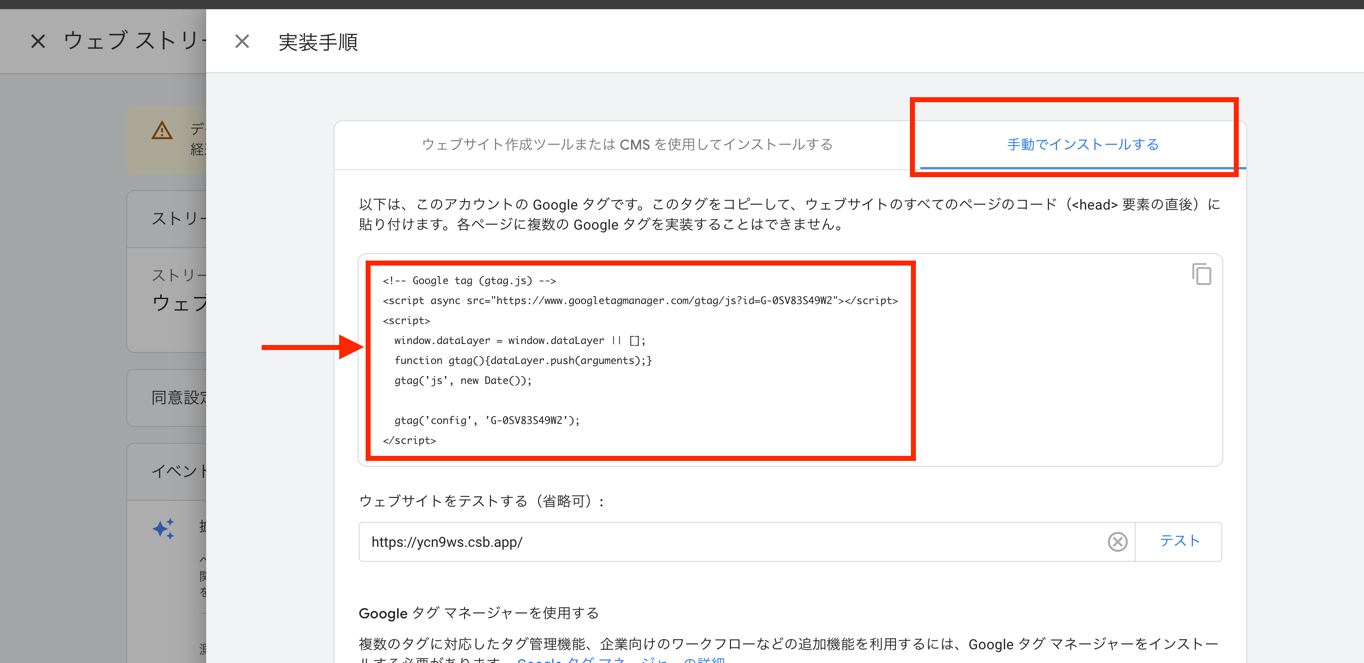 ウェブ ストリー
実装手順
デー
経
ストリー
ストリー
ウェブ
同意設定
イベント
ウェブサイト作成ツールまたは CMS を使用してインストールする
手動でインストールする
以下は、このアカウントの Google タグです。このタグをコピーして、ウェブサイトのすべてのページのコード（<head> 要素の直後）に
貼り付けます。各ページに複数の Google タグを実装することはできません。
<!-- Google tag (gtag.js) -->
<script async src="https://www.googletagmanager.com/gtag/js?id=G-0SV83S49W2"></script>
<script>
window.dataLayer = window.dataLayer || [];
function gtag(){dataLayer.push(arguments);}
gtag('js', new Date());
gtag('config', 'G-0SV83S49W2');
</script>
ウェブサイトをテストする（省略可）:
https://ycn9ws.csb.app/
テスト
Google タグ マネージャーを使用する
複数のタグに対応したタグ管理機能、企業向けのワークフローなどの追加機能を利用するには、Google タグ マネージャーをインストー
ルする必要があります。 Google タグ マネージャーの詳細